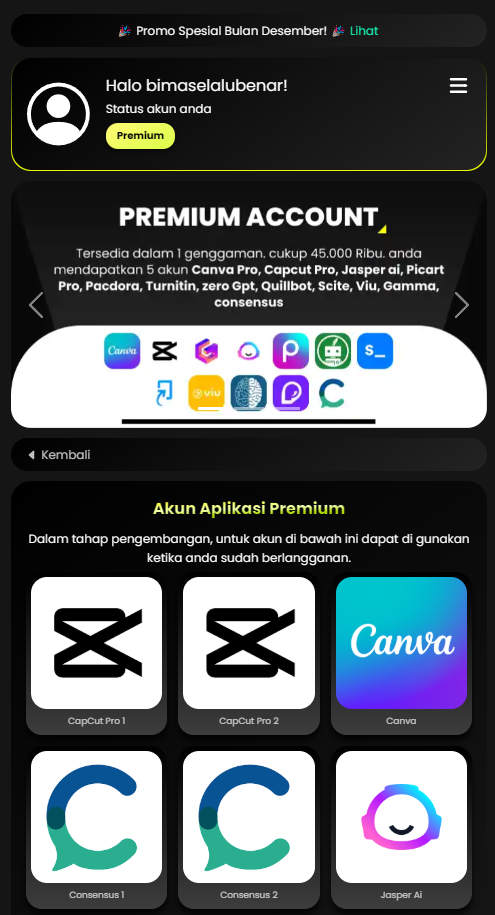 🎉 Promo Spesial Bulan Desember! 🎉 Lihat
Halo bimaselalubenar!
Status akun anda
Premium
PREMIUM ACCOUNT
Tersedia dalam 1 genggaman. cukup 45.000 Ribu. anda
mendapatkan 5 akun Canva Pro, Capcut Pro, Jasper ai, Picart
Pro, Pacdora, Turnitin, zero Gpt, Quillbot, Scite, Viu, Gamma,
consensus
Canva
S_
viu
Kembali
Akun Aplikasi Premium
Dalam tahap pengembangan, untuk akun di bawah ini dapat di gunakan
ketika anda sudah berlangganan.
Canva
CapCut Pro 1
CapCut Pro 2
Canva
Consensus 1
Consensus 2
Jasper Ai